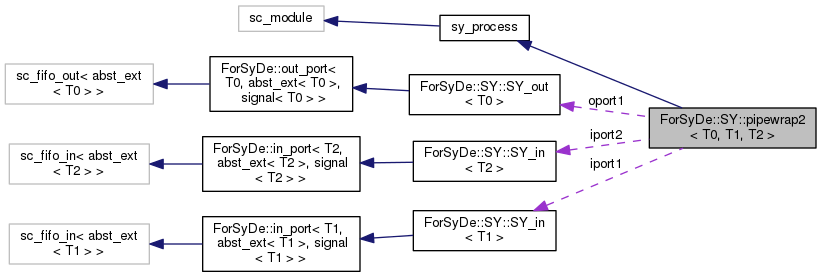 sc_module
sy_process
sc_fifo_out< abst_ext
< T0 > >
ForSyDe::out_port<
T0, abst_ext< T0 >,
signal< T0 > >
ForSyDe::SY::SY_out
< T0 >
oport1
ForSyDe::SY::pipewrap2
< T0, T1, T2 >
sc_fifo_in< abst_ext
< T2 > >
ForSyDe::in_port< T2,
abst_ext< T2 >, signal
< T2 > >
ForSyDe::SY::SY_in
< T2 >
iport2
iport1
sc_fifo_in< abst_ext
< T1 > >
ForSyDe::in_port< T1,
abst_ext< T1 >, signal
< T1 > >
ForSyDe::SY::SY_in
< T1 >